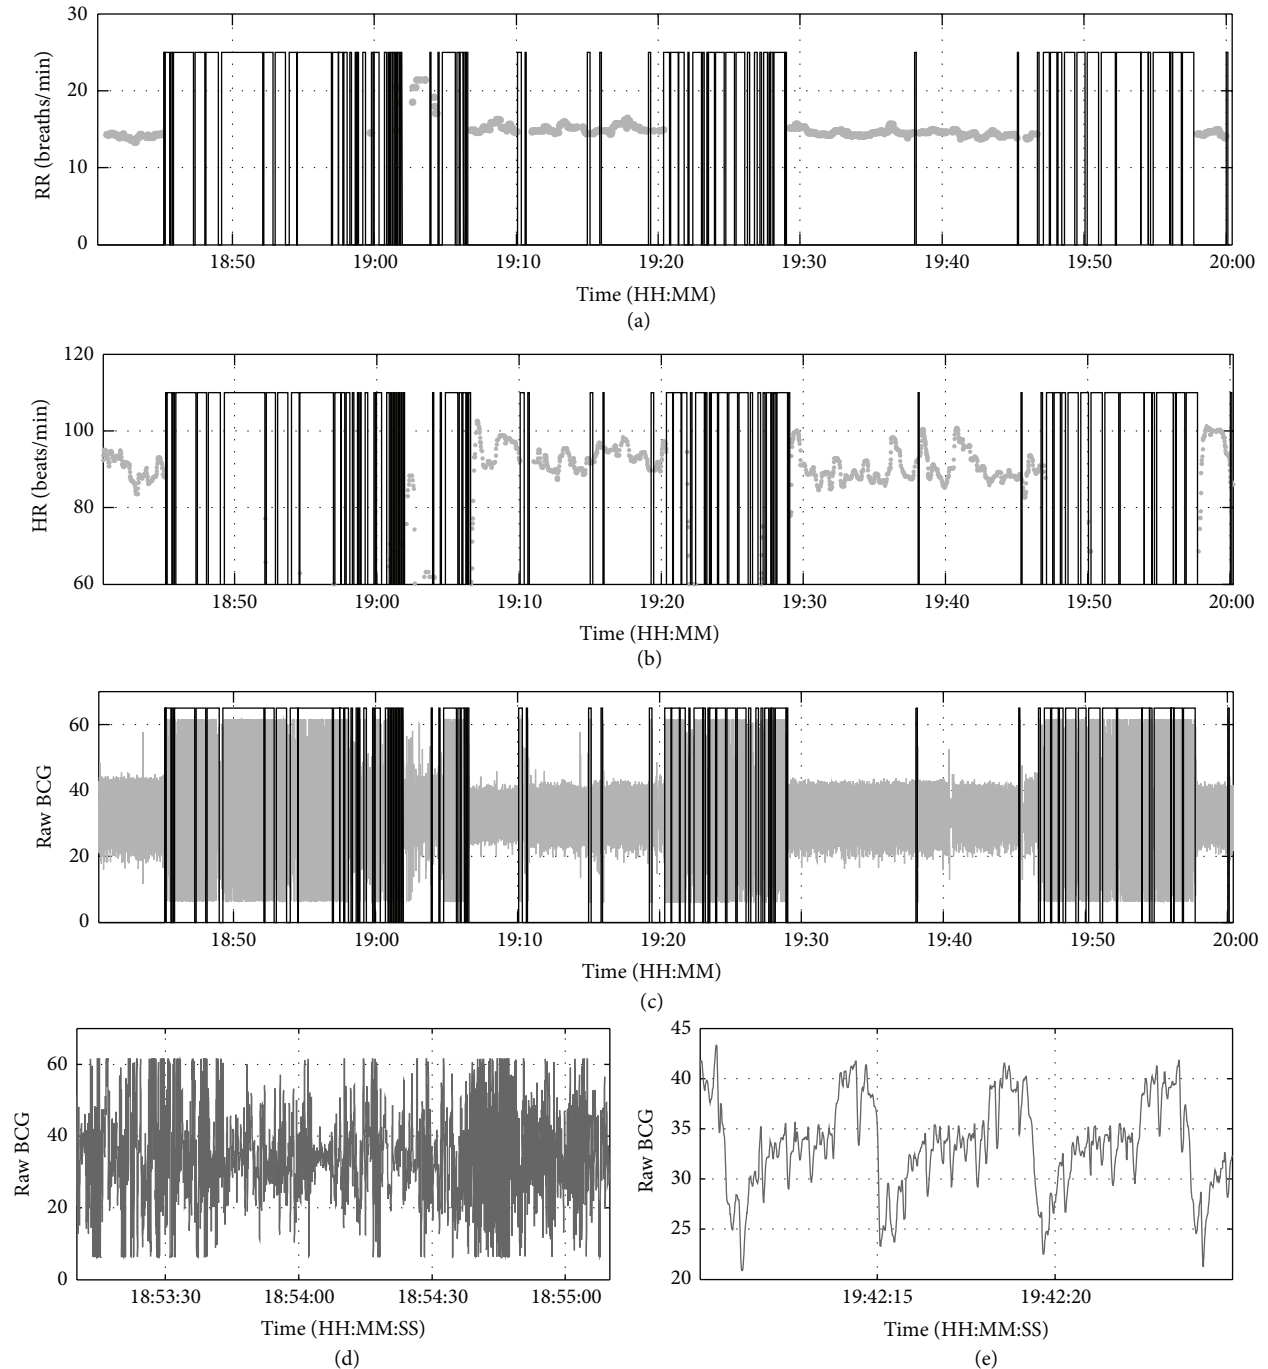 30
20
10
0
RR (breaths/min)
18:50 19:00 19:10 19:20 19:30 19:40 19:50 20:00
Time (HH:MM)
(a)
120
100
80
60
HR (beats/min)
18:50 19:00 19:10 19:20 19:30 19:40 19:50 20:00
Time (HH:MM)
(b)
60
40
20
0
Raw BCG
18:50 19:00 19:10 19:20 19:30 19:40 19:50 20:00
Time (HH:MM)
(c)
60
40
20
0
Raw BCG
18:53:30 18:54:00 18:54:30 18:55:00
Time (HH:MM:SS)
(d)
45
40
35
30
25
20
Raw BCG
19:42:15 19:42:20
Time (HH:MM:SS)
(e)